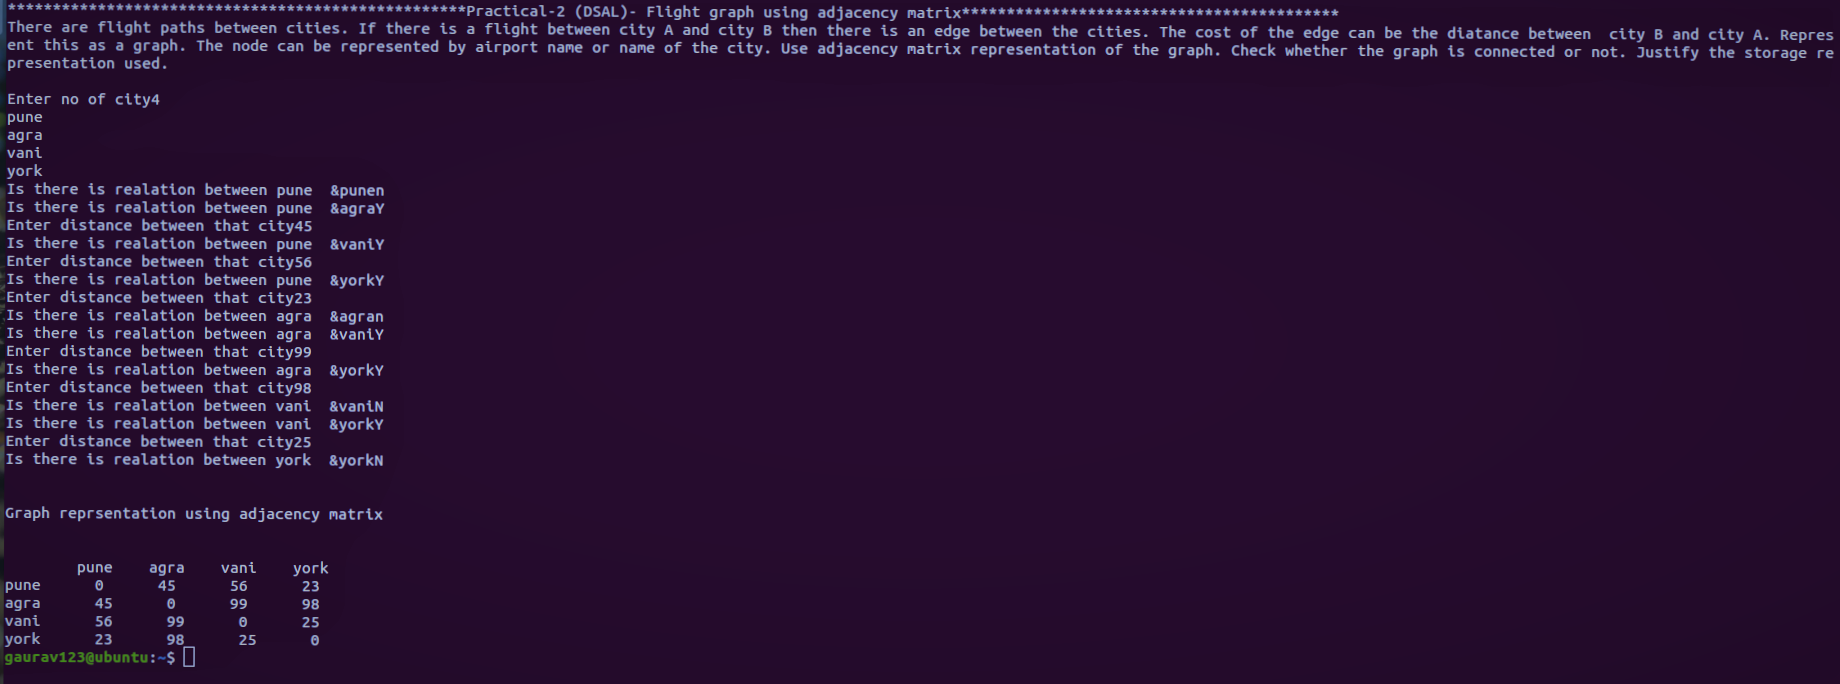 ***************************************************Practical-2 (DSAL)- Flight graph using adjacency matrix******************************************
There are flight paths between cities. If there is a flight between city A and city B then there is an edge between the cities. The cost of the edge can be the diatance between  city B and city A. Repres
ent this as a graph. The node can be represented by airport name or name of the city. Use adjacency matrix representation of the graph. Check whether the graph is connected or not. Justify the storage re
presentation used.
Enter no of city4
pune
agra
vani
york
Is there is realation between pune  &punen
Is there is realation between pune  &agraY
Enter distance between that city45
Is there is realation between pune  &vaniY
Enter distance between that city56
Is there is realation between pune  &yorkY
Enter distance between that city23
Is there is realation between agra  &agran
Is there is realation between agra  &vaniY
Enter distance between that city99
Is there is realation between agra  &yorkY
Enter distance between that city98
Is there is realation between vani  &vaniN
Is there is realation between vani  &yorkY
Enter distance between that city25
Is there is realation between york  &yorkN
Graph reprsentation using adjacency matrix
        pune    agra    vani    york
pune      0      45      56      23
agra      45      0      99      98
vani      56      99      0      25
york      23      98      25      0
gaurav123@ubuntu:~$